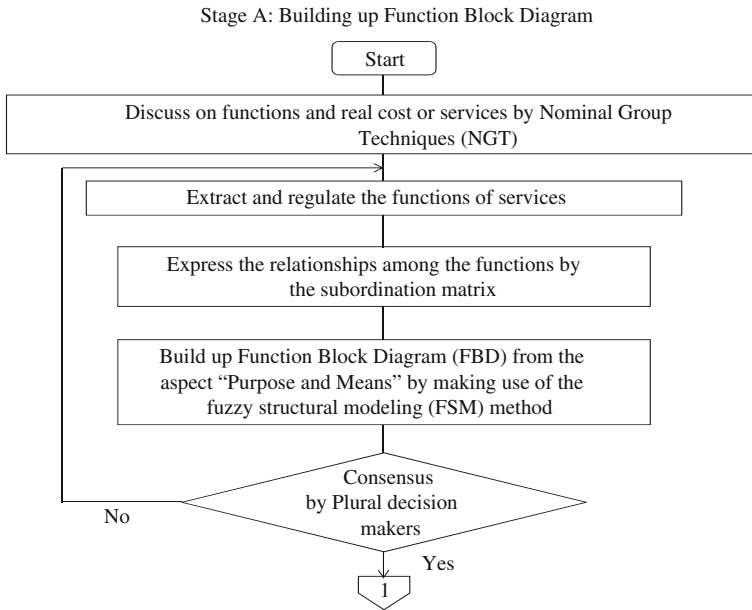 Stage A: Building up Function Block Diagram
Start
Discuss on functions and real cost or services by Nominal Group
Techniques (NGT)
Extract and regulate the functions of services
Express the relationships among the functions by
the subordination matrix
Build up Function Block Diagram (FBD) from the
aspect “Purpose and Means” by making use of the
fuzzy structural modeling (FSM) method
Consensus
by Plural decision
makers
No
Yes
1